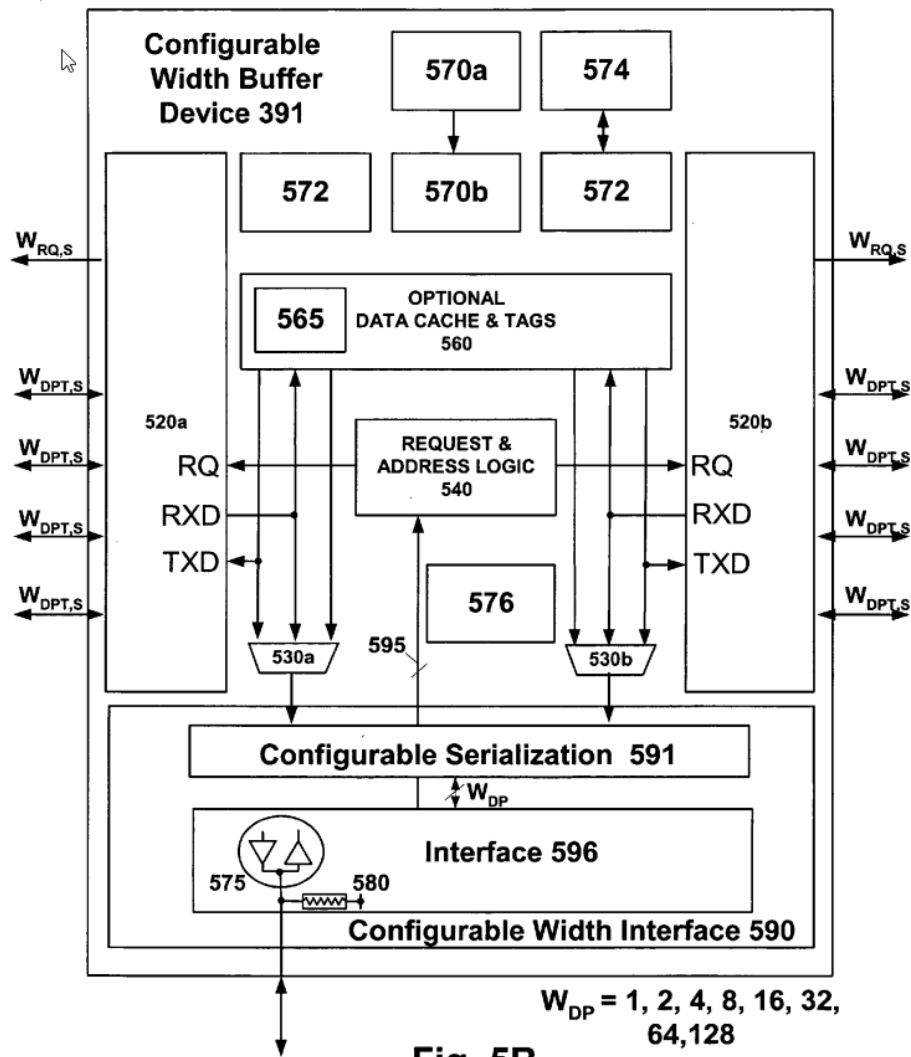 Configurable
Width Buffer
Device 391
570a
574
572
570b
572
W_RQ,S
W_RQ,S
565
OPTIONAL
DATA CACHE & TAGS
560
W_DPT,S
W_DPT,S
520a
520b
REQUEST &
ADDRESS LOGIC
540
W_DPT,S
RQ
RQ
W_DPT,S
RXD
RXD
W_DPT,S
TXD
TXD
W_DPT,S
576
W_DPT,S
W_DPT,S
595
530a
530b
Configurable Serialization 591
W_DP
Interface 596
575
580
Configurable Width Interface 590
W_DP = 1, 2, 4, 8, 16, 32,
64,128
Fig. 5B